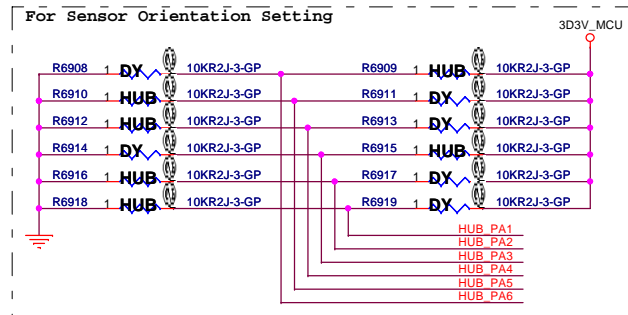 For Sensor Orientation Setting
3D3V_MCU
R6908 1 DY 10KR2J-3-GP R6909 1 HUB 10KR2J-3-GP
R6910 1 HUB 10KR2J-3-GP R6911 1 DY 10KR2J-3-GP
R6912 1 HUB 10KR2J-3-GP R6913 1 DY 10KR2J-3-GP
R6914 1 DY 10KR2J-3-GP R6915 1 HUB 10KR2J-3-GP
R6916 1 HUB 10KR2J-3-GP R6917 1 DY 10KR2J-3-GP
R6918 1 HUB 10KR2J-3-GP R6919 1 DY 10KR2J-3-GP
HUB_PA1
HUB_PA2
HUB_PA3
HUB_PA4
HUB_PA5
HUB_PA6